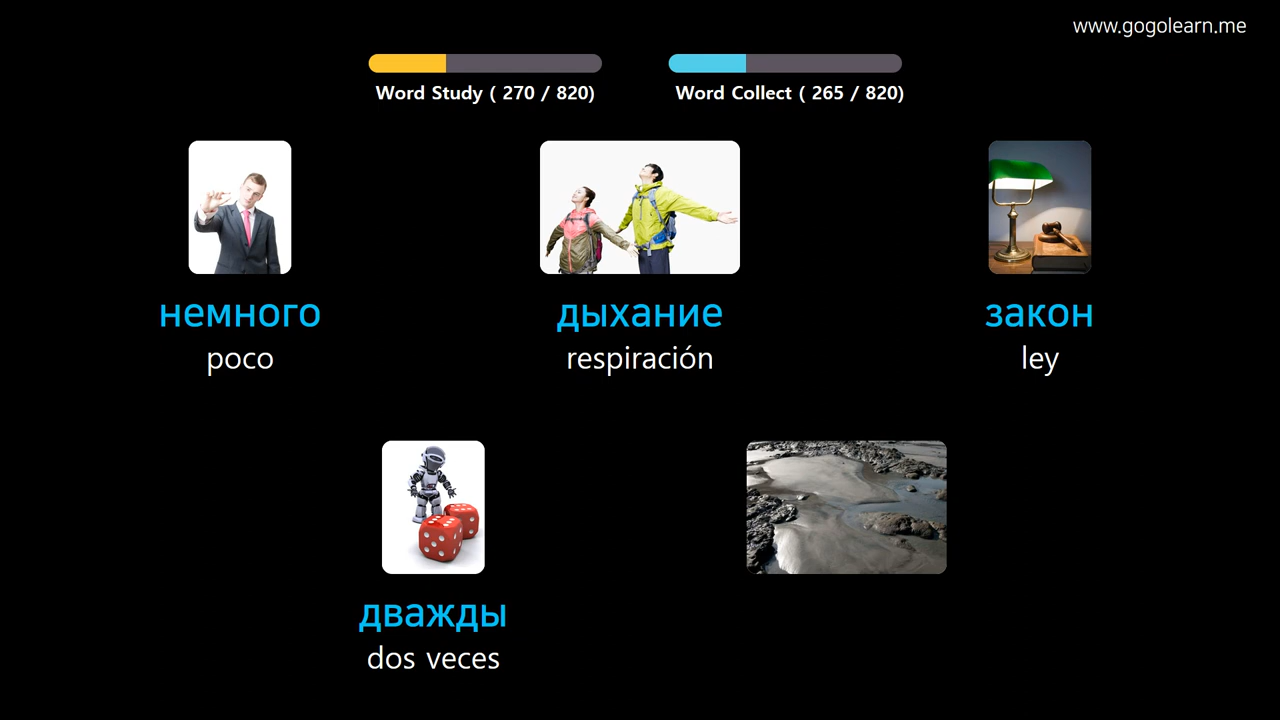 www.gogolearn.me
Word Study ( 270 / 820)
Word Collect ( 265 / 820)
немного
poco
дыхание
respiración
закон
ley
дважды
dos veces